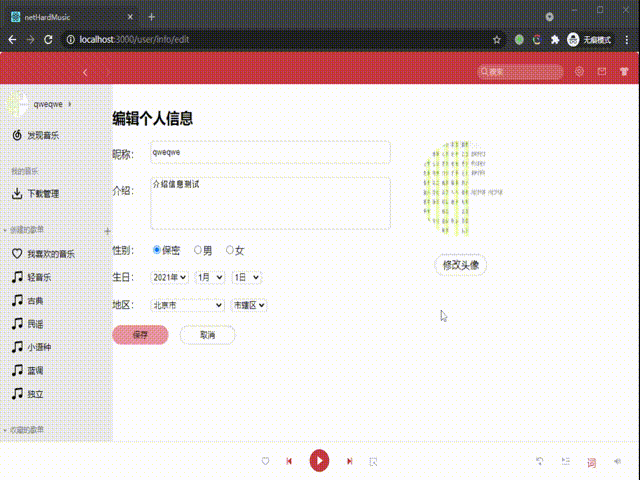 netHardMusic
localhost:3000/user/info/edit
无痕模式
搜索
qweqwe
发现音乐
我的音乐
下载管理
创建的歌单
我喜欢的音乐
轻音乐
古典
民谣
小语种
蓝调
独立
收藏的歌单
编辑个人信息
昵称：
qweqwe
介绍：
介绍信息测试
性别：
保密 男 女
生日：
2021年 1月 1日
地区：
北京市 市辖区
保存 取消
修改头像
词